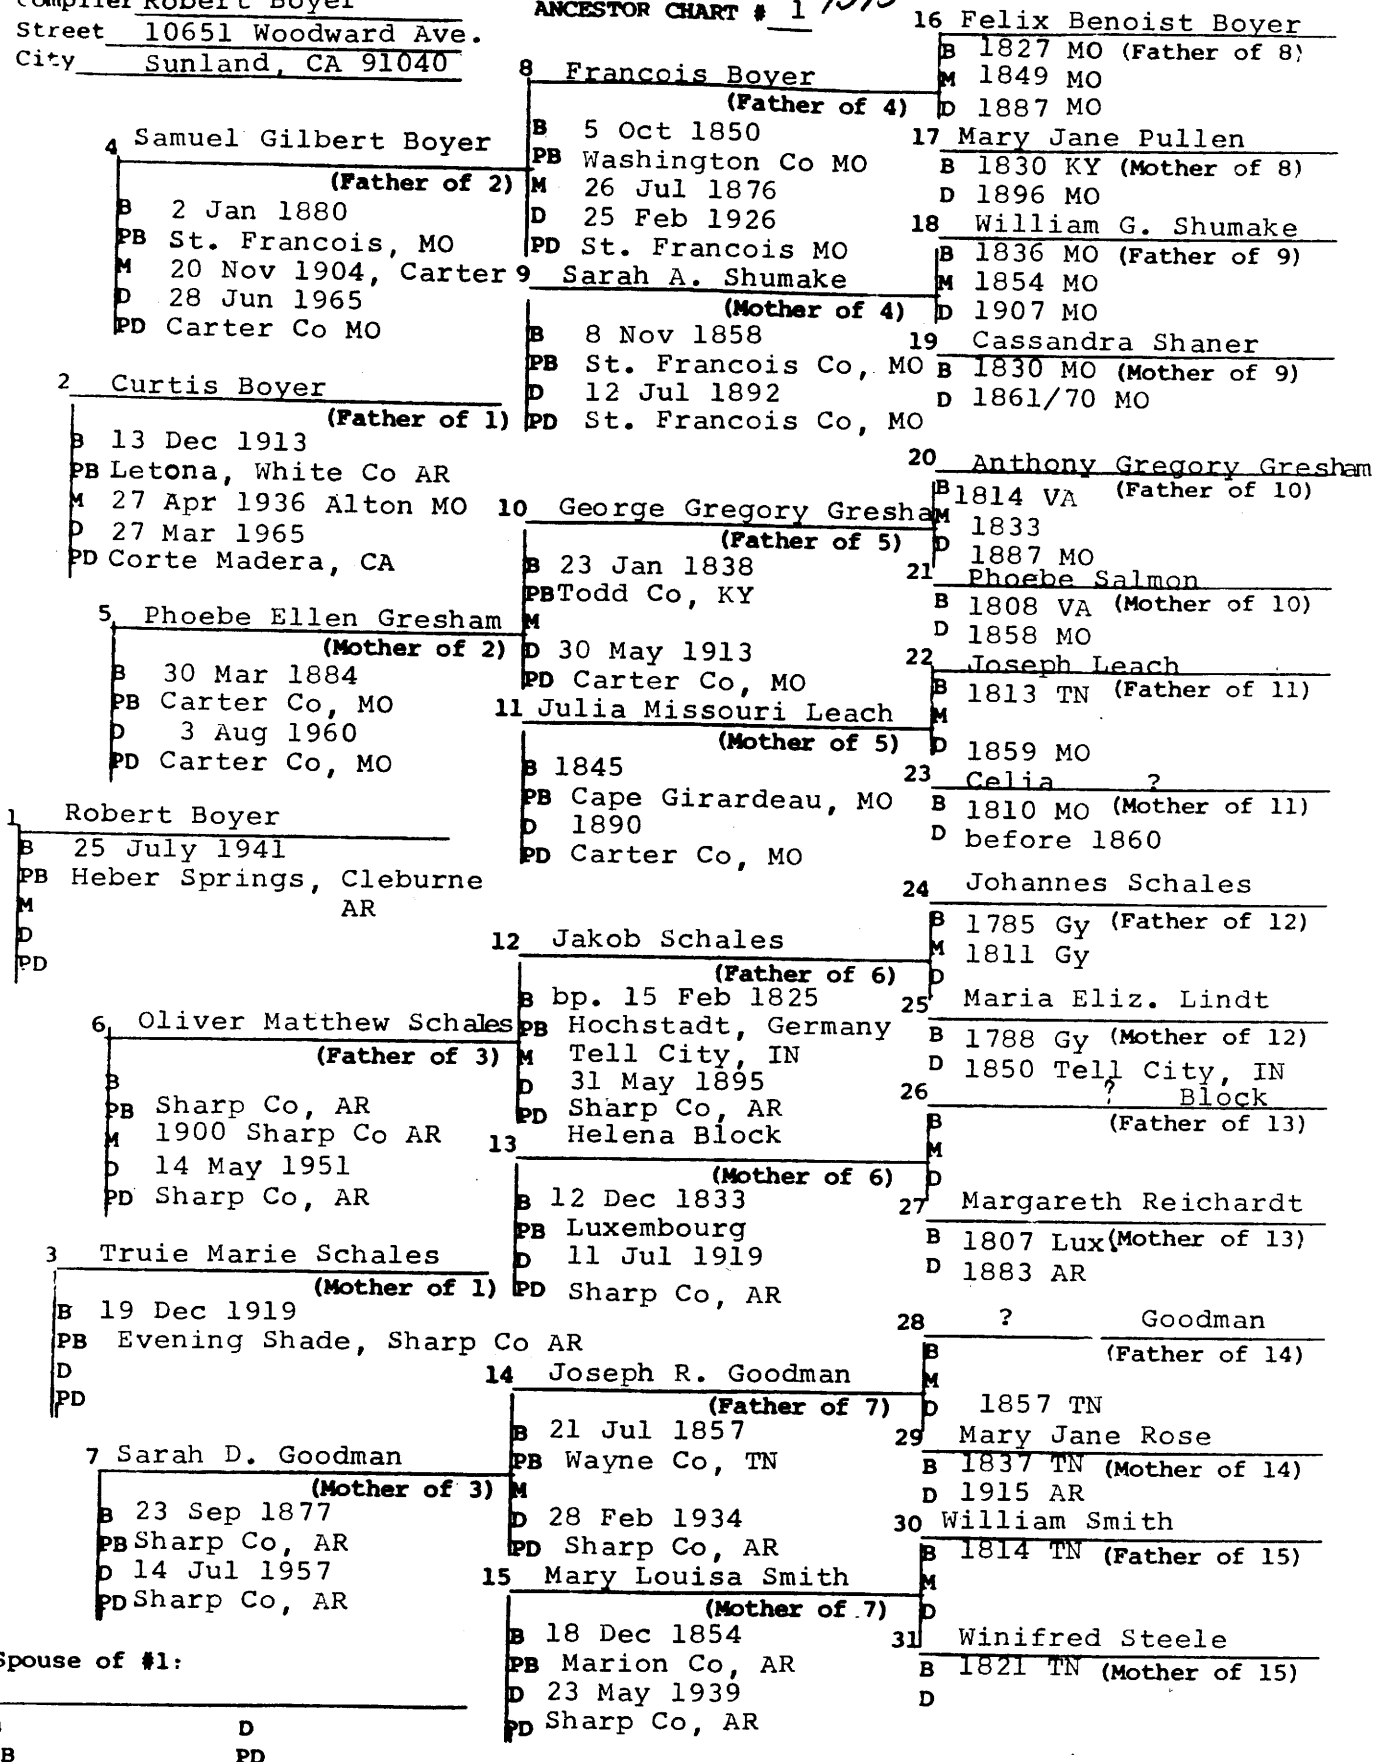 Compiler Robert Boyer
Street 10651 Woodward Ave.
City Sunland, CA 91040
ANCESTOR CHART # 1
4 Samuel Gilbert Boyer
(Father of 2)
B 2 Jan 1880
PB St. Francois, MO
M 20 Nov 1904, Carter
D 28 Jun 1965
PD Carter Co MO
2 Curtis Boyer
(Father of 1)
B 13 Dec 1913
PB Letona, White Co AR
M 27 Apr 1936 Alton MO
D 27 Mar 1965
PD Corte Madera, CA
5 Phoebe Ellen Gresham
(Mother of 2)
B 30 Mar 1884
PB Carter Co, MO
D 3 Aug 1960
PD Carter Co, MO
1 Robert Boyer
B 25 July 1941
PB Heber Springs, Cleburne
M AR
D
PD
6 Oliver Matthew Schales
(Father of 3)
B
PB Sharp Co, AR
M 1900 Sharp Co AR
D 14 May 1951
PD Sharp Co, AR
3 Truie Marie Schales
(Mother of 1)
B 19 Dec 1919
PB Evening Shade, Sharp Co AR
D
PD
7 Sarah D. Goodman
(Mother of 3)
B 23 Sep 1877
PB Sharp Co, AR
D 14 Jul 1957
PD Sharp Co, AR
Spouse of #1:
D
B PD
8 Francois Boyer
(Father of 4)
B 5 Oct 1850
PB Washington Co MO
M 26 Jul 1876
D 25 Feb 1926
PD St. Francois MO
9 Sarah A. Shumake
(Mother of 4)
B 8 Nov 1858
PB St. Francois Co, MO
D 12 Jul 1892
PD St. Francois Co, MO
10 George Gregory Gresham
(Father of 5)
B 23 Jan 1838
PB Todd Co, KY
M
D 30 May 1913
PD Carter Co, MO
11 Julia Missouri Leach
(Mother of 5)
B 1845
PB Cape Girardeau, MO
D 1890
PD Carter Co, MO
12 Jakob Schales
(Father of 6)
B bp. 15 Feb 1825
PB Hochstadt, Germany
M Tell City, IN
D 31 May 1895
PD Sharp Co, AR
13 Helena Block
(Mother of 6)
B 12 Dec 1833
PB Luxembourg
D 11 Jul 1919
PD Sharp Co, AR
14 Joseph R. Goodman
(Father of 7)
B 21 Jul 1857
PB Wayne Co, TN
M
D 28 Feb 1934
PD Sharp Co, AR
15 Mary Louisa Smith
(Mother of 7)
B 18 Dec 1854
PB Marion Co, AR
D 23 May 1939
PD Sharp Co, AR
16 Felix Benoist Boyer
B 1827 MO (Father of 8)
M 1849 MO
D 1887 MO
17 Mary Jane Pullen
B 1830 KY (Mother of 8)
D 1896 MO
18 William G. Shumake
B 1836 MO (Father of 9)
M 1854 MO
D 1907 MO
19 Cassandra Shaner
B 1830 MO (Mother of 9)
D 1861/70 MO
20 Anthony Gregory Gresham
B 1814 VA (Father of 10)
M 1833
D 1887 MO
21 Phoebe Salmon
B 1808 VA (Mother of 10)
D 1858 MO
22 Joseph Leach
B 1813 TN (Father of 11)
M
D 1859 MO
23 Celia ?
B 1810 MO (Mother of 11)
D before 1860
24 Johannes Schales
B 1785 Gy (Father of 12)
M 1811 Gy
D
25 Maria Eliz. Lindt
B 1788 Gy (Mother of 12)
D 1850 Tell City, IN
26 ? Block
B (Father of 13)
M
D
27 Margareth Reichardt
B 1807 Lux (Mother of 13)
D 1883 AR
28 ? Goodman
B (Father of 14)
M
D 1857 TN
29 Mary Jane Rose
B 1837 TN (Mother of 14)
D 1915 AR
30 William Smith
B 1814 TN (Father of 15)
M
D
31 Winifred Steele
B 1821 TN (Mother of 15)
D